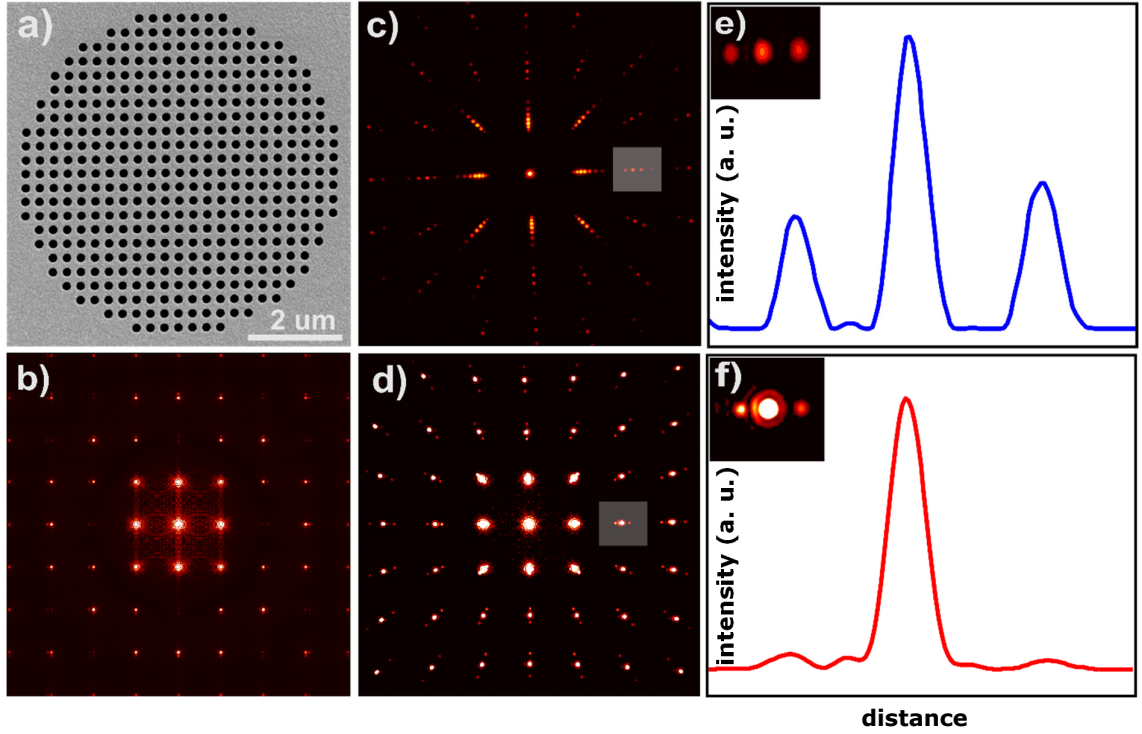 a)
2 um
b)
c)
d)
e)
intensity (a. u.)
f)
intensity (a. u.)
distance